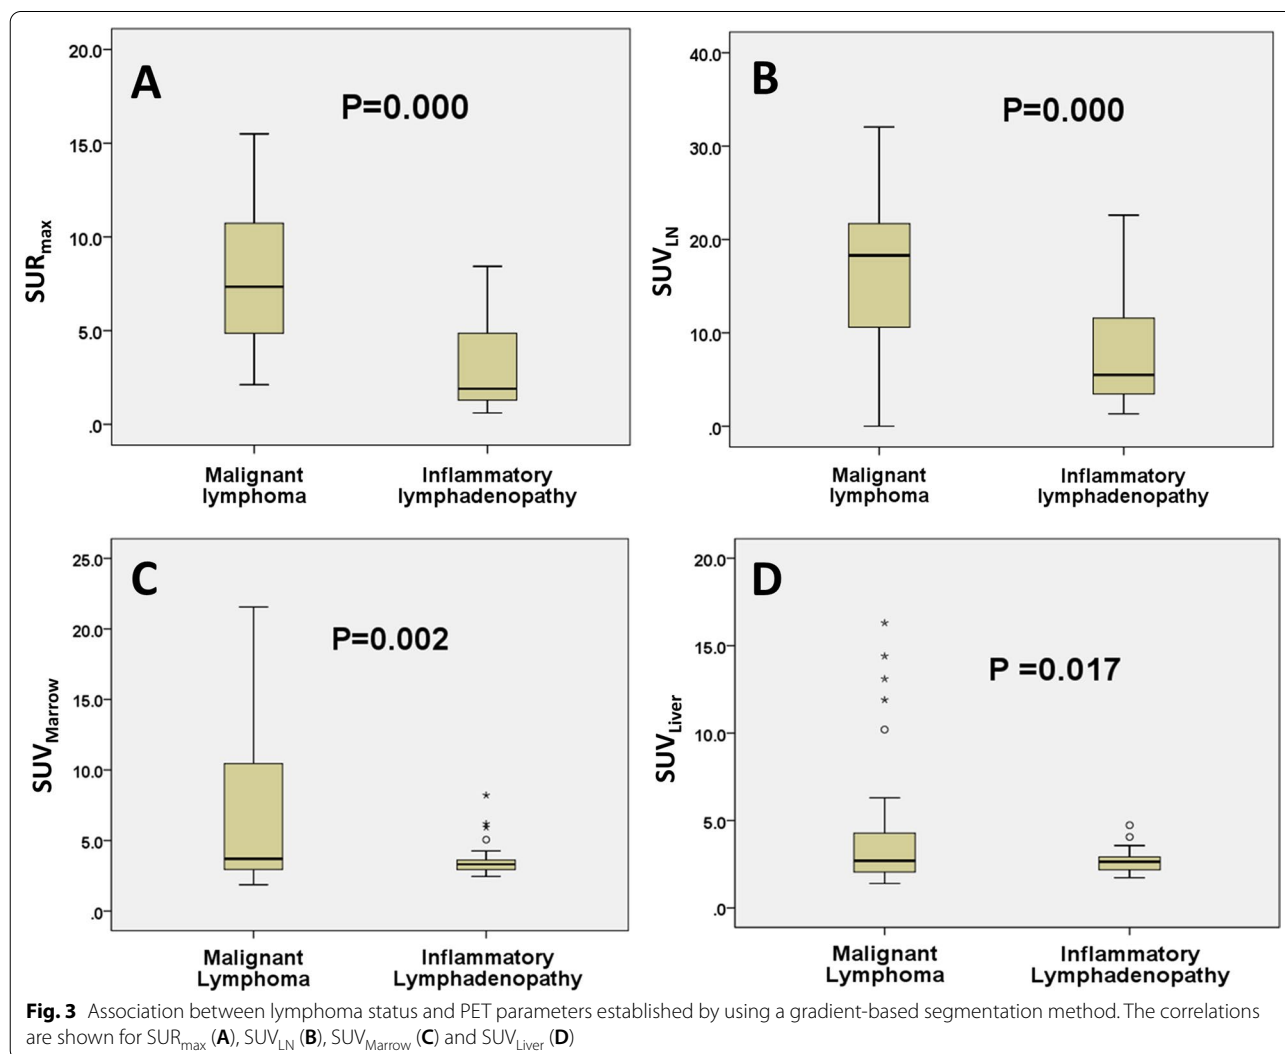 A
P=0.000
20.0
15.0
10.0
5.0
.0
SURmax
Malignant
lymphoma
Inflammatory
lymphadenopathy
B
P=0.000
40.0
30.0
20.0
10.0
.0
SUVLN
Malignant
lymphoma
Inflammatory
lymphadenopathy
C
P=0.002
25.0
20.0
15.0
10.0
5.0
.0
SUVMarrow
Malignant
Lymphoma
Inflammatory
Lymphadenopathy
D
P =0.017
20.0
15.0
10.0
5.0
.0
SUVLiver
Malignant
Lymphoma
Inflammatory
Lymphadenopathy
Fig. 3 Association between lymphoma status and PET parameters established by using a gradient-based segmentation method. The correlations
are shown for SURmax (A), SUVLN (B), SUVMarrow (C) and SUVLiver (D)